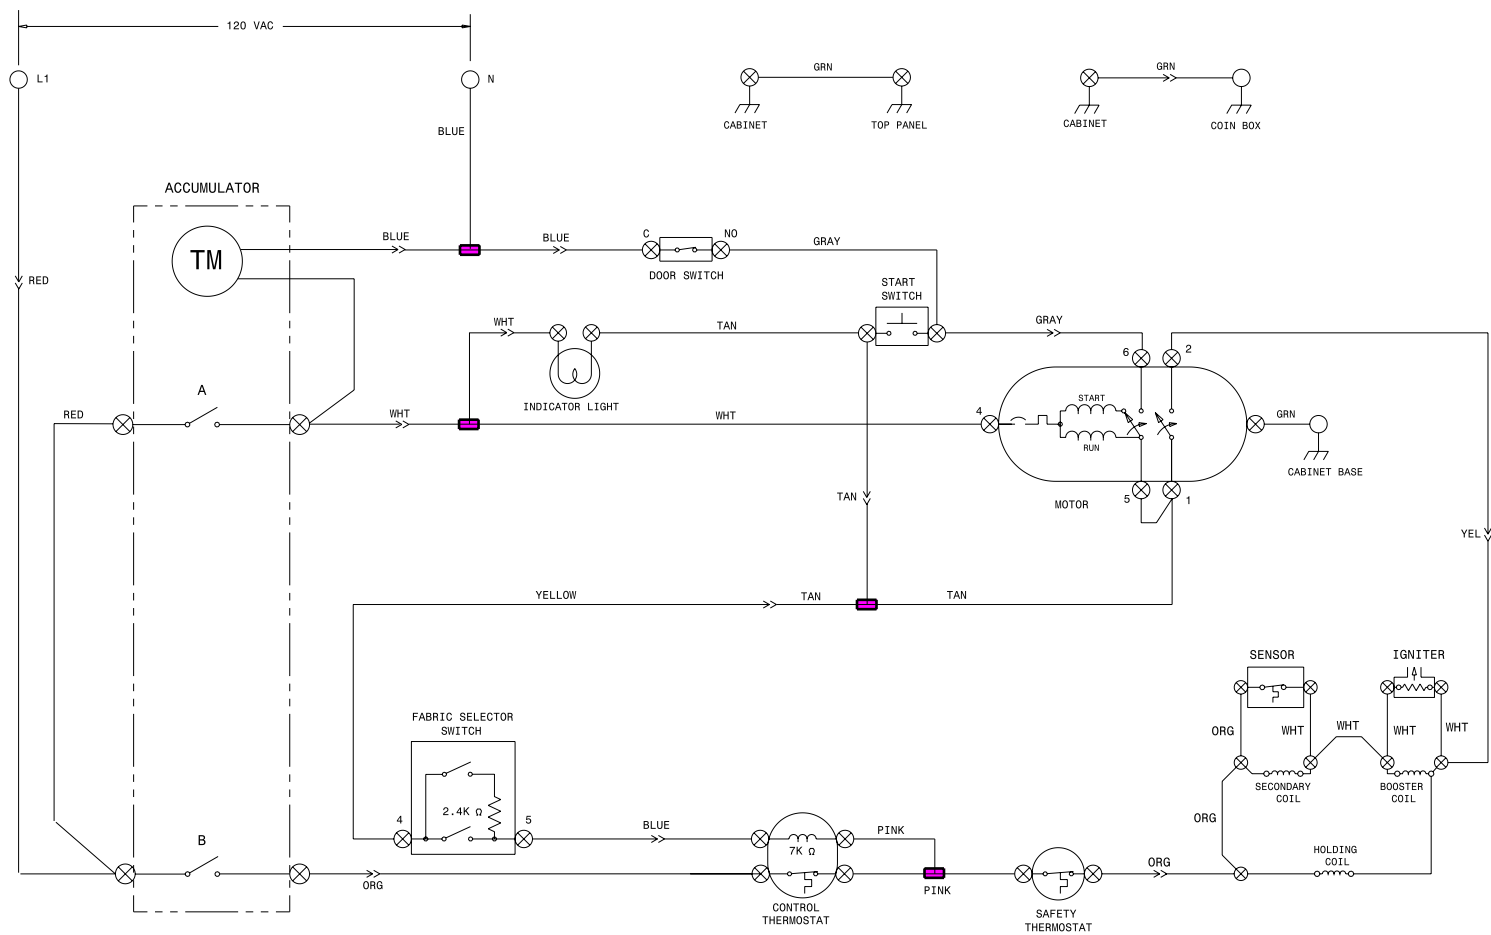 120 VAC
L1
N
GRN
GRN
CABINET
TOP PANEL
CABINET
COIN BOX
BLUE
ACCUMULATOR
TM
BLUE
BLUE
C
NO
GRAY
DOOR SWITCH
RED
START
SWITCH
WHT
TAN
GRAY
6
2
INDICATOR LIGHT
A
RED
WHT
WHT
4
START
RUN
GRN
CABINET BASE
TAN
MOTOR
5
1
YEL
YELLOW
TAN
TAN
SENSOR
IGNITER
FABRIC SELECTOR
SWITCH
ORG
WHT
WHT
WHT
WHT
SECONDARY
COIL
BOOSTER
COIL
2.4K Ω
4
5
BLUE
PINK
7K Ω
ORG
B
HOLDING
COIL
ORG
ORG
PINK
CONTROL
THERMOSTAT
SAFETY
THERMOSTAT